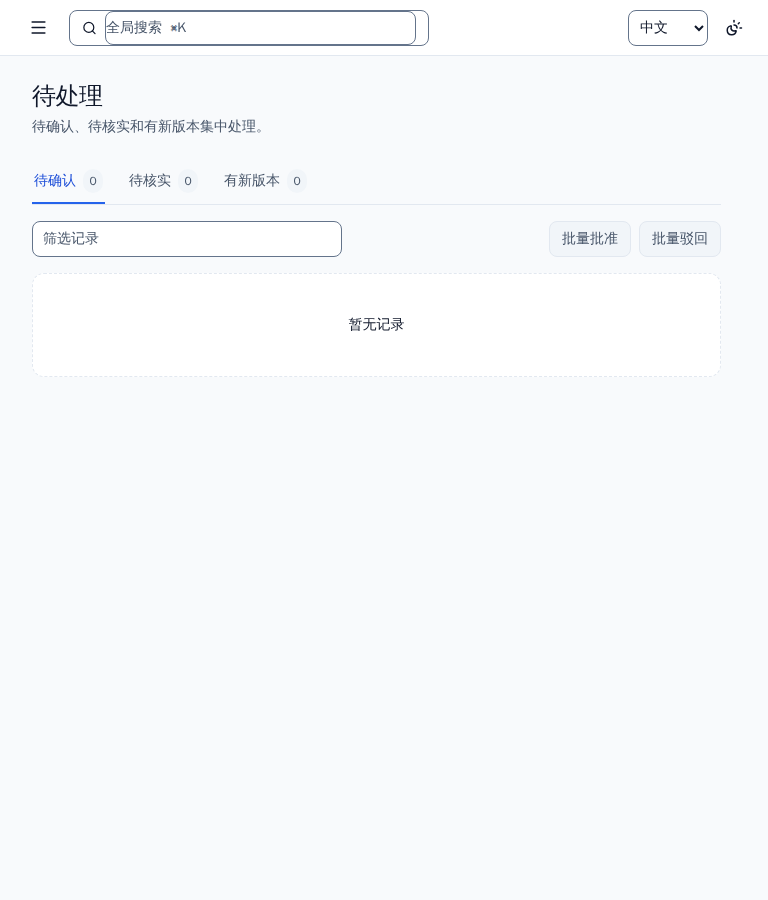 全局搜索 ⌘K
中文
待处理
待确认、待核实和有新版本集中处理。
待确认 0 待核实 0 有新版本 0
筛选记录
批量批准 批量驳回
暂无记录